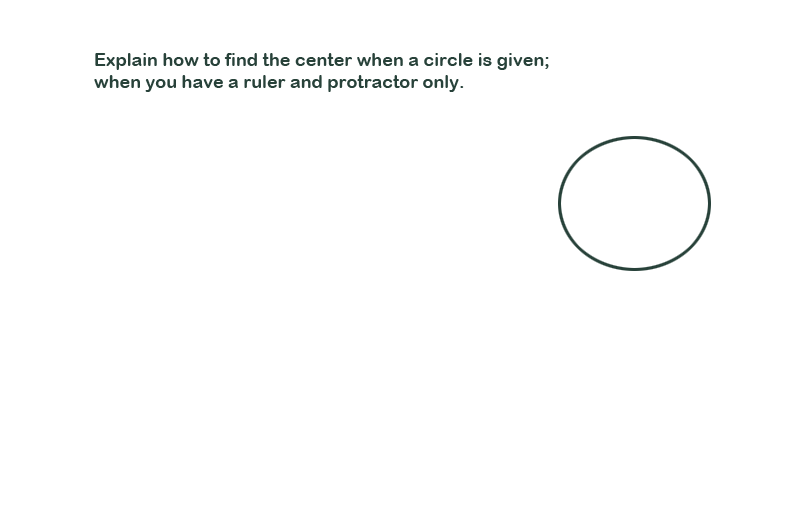 Explain how to find the center when a circle is given;
when you have a ruler and protractor only.